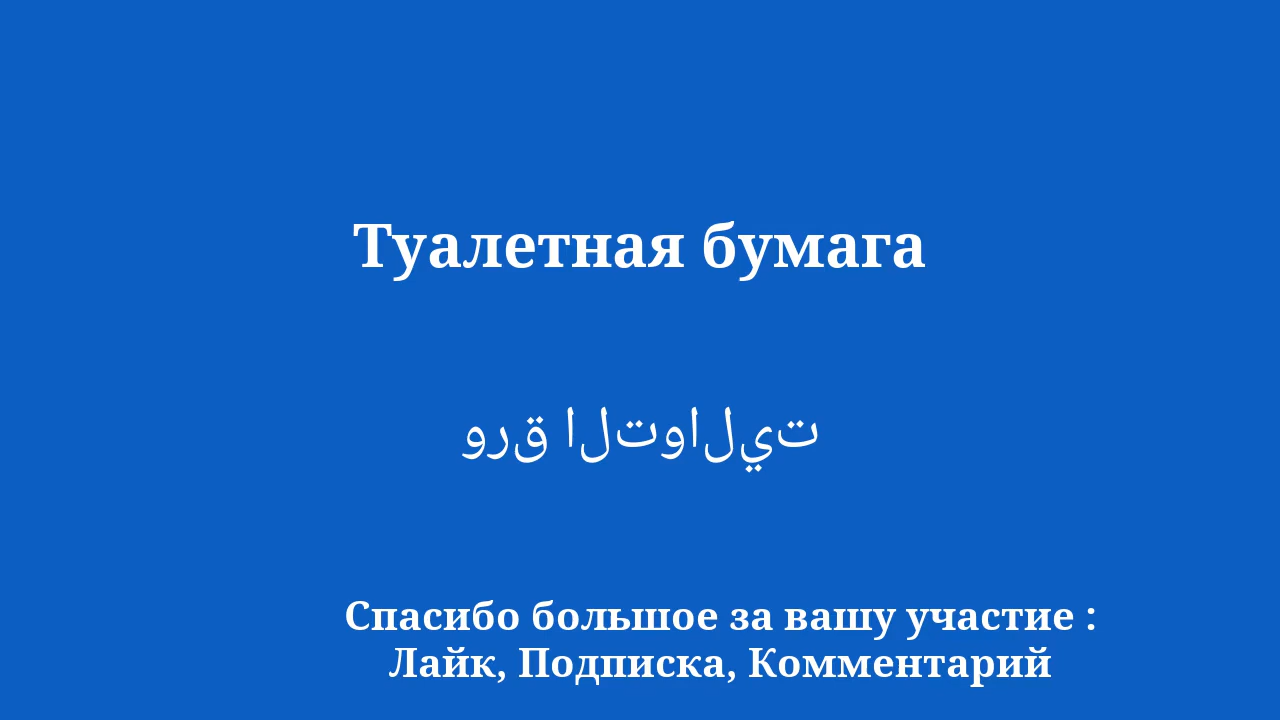 Туалетная бумага
ورق التواليت
Спасибо большое за вашу участие :
Лайк, Подписка, Комментарий